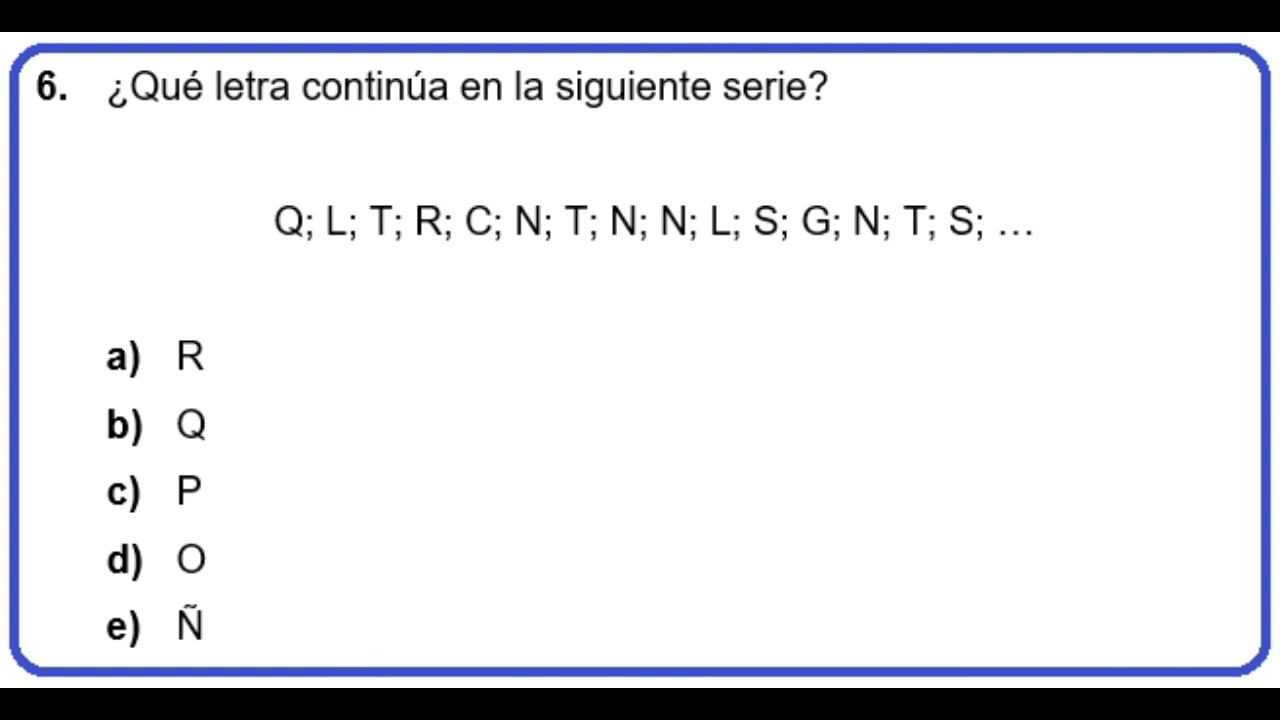 6. ¿Qué letra continúa en la siguiente serie?
Q; L; T; R; C; N; T; N; N; L; S; G; N; T; S; ...
a) R
b) Q
c) P
d) O
e) Ñ